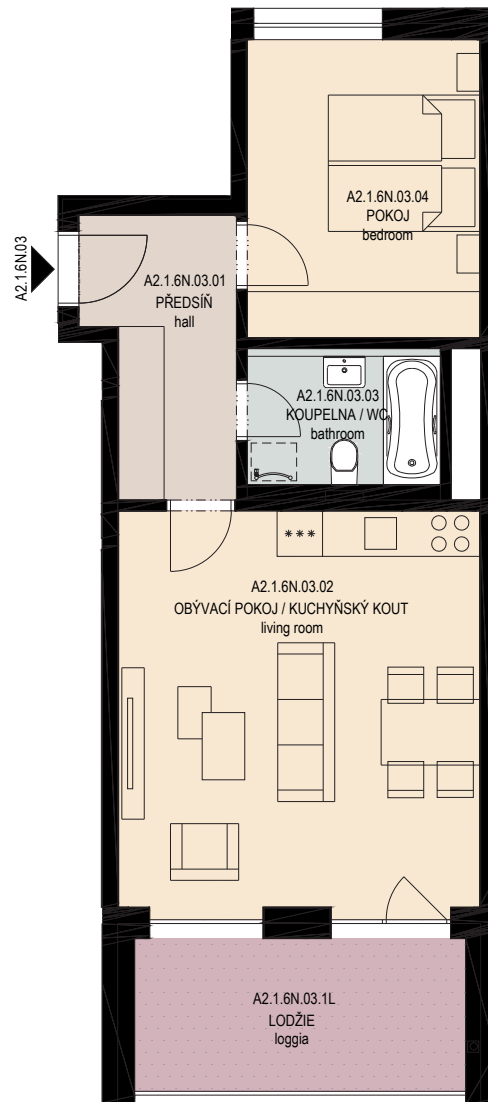 A2.1.6N.03
A2.1.6N.03.04
POKOJ
bedroom
A2.1.6N.03.01
PŘEDSÍŇ
hall
A2.1.6N.03.03
KOUPELNA / WC
bathroom
A2.1.6N.03.02
OBÝVACÍ POKOJ / KUCHYŇSKÝ KOUT
living room
A2.1.6N.03.1L
LODŽIE
loggia